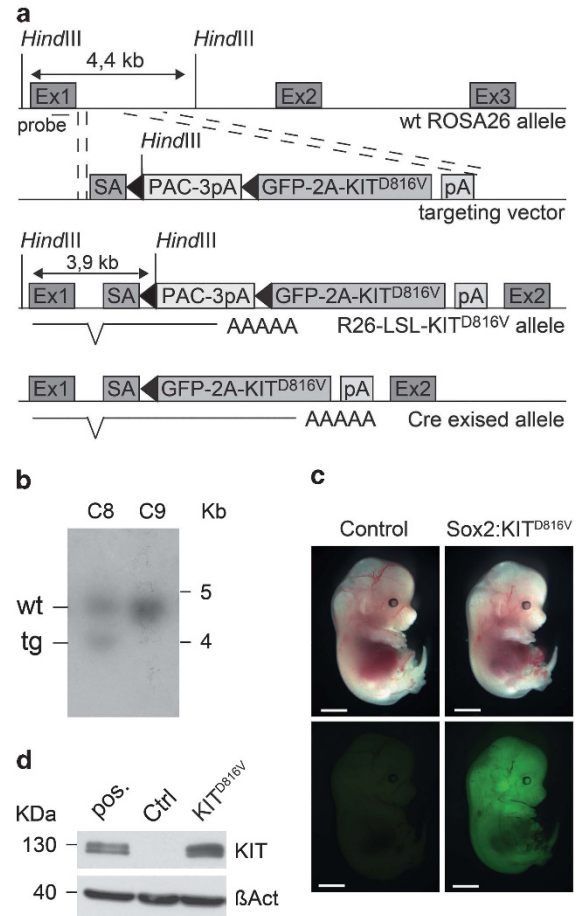 a
HindIII HindIII
4,4 kb
Ex1 Ex2 Ex3
probe wt ROSA26 allele
HindIII
SA PAC-3pA GFP-2A-KITD816V pA
targeting vector
HindIII HindIII
3,9 kb
Ex1 SA PAC-3pA GFP-2A-KITD816V pA Ex2
AAAAA R26-LSL-KITD816V allele
Ex1 SA GFP-2A-KITD816V pA Ex2
AAAAA Cre exised allele
b
C8 C9 Kb
wt 5
tg 4
c
Control Sox2:KITD816V
d
KDa pos. Ctrl KITD816V
130 KIT
40 ßAct